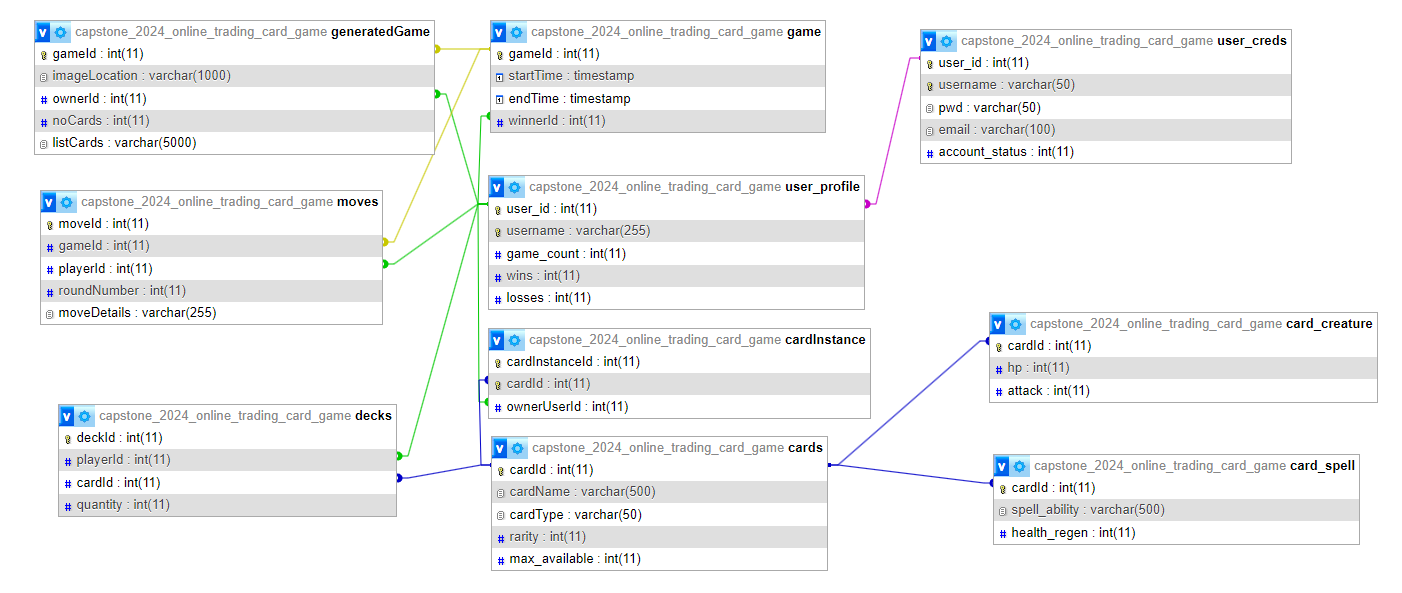 v capstone_2024_online_trading_card_game generatedGame
gameId : int(11)
imageLocation : varchar(1000)
# ownerId : int(11)
# noCards : int(11)
listCards : varchar(5000)
v capstone_2024_online_trading_card_game game
gameId : int(11)
startTime : timestamp
endTime : timestamp
# winnerId : int(11)
v capstone_2024_online_trading_card_game user_creds
user_id : int(11)
username : varchar(50)
pwd : varchar(50)
email : varchar(100)
# account_status : int(11)
v capstone_2024_online_trading_card_game moves
moveId : int(11)
# gameId : int(11)
# playerId : int(11)
# roundNumber : int(11)
moveDetails : varchar(255)
v capstone_2024_online_trading_card_game user_profile
user_id : int(11)
username : varchar(255)
# game_count : int(11)
# wins : int(11)
# losses : int(11)
v capstone_2024_online_trading_card_game cardInstance
cardInstanceId : int(11)
cardId : int(11)
# ownerUserId : int(11)
v capstone_2024_online_trading_card_game card_creature
cardId : int(11)
# hp : int(11)
# attack : int(11)
v capstone_2024_online_trading_card_game decks
deckId : int(11)
# playerId : int(11)
# cardId : int(11)
# quantity : int(11)
v capstone_2024_online_trading_card_game cards
cardId : int(11)
cardName : varchar(500)
cardType : varchar(50)
# rarity : int(11)
# max_available : int(11)
v capstone_2024_online_trading_card_game card_spell
cardId : int(11)
spell_ability : varchar(500)
# health_regen : int(11)